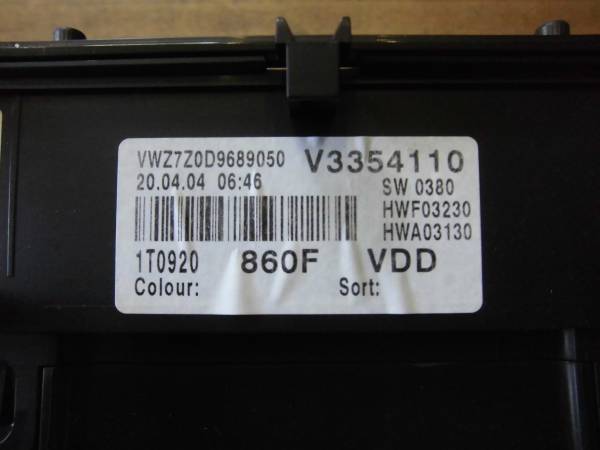 VWZ7Z0D9689050 V3354110
20.04.04 06:46 SW 0380
HWF03230
HWA03130
1T0920 860F VDD
Colour: Sort: